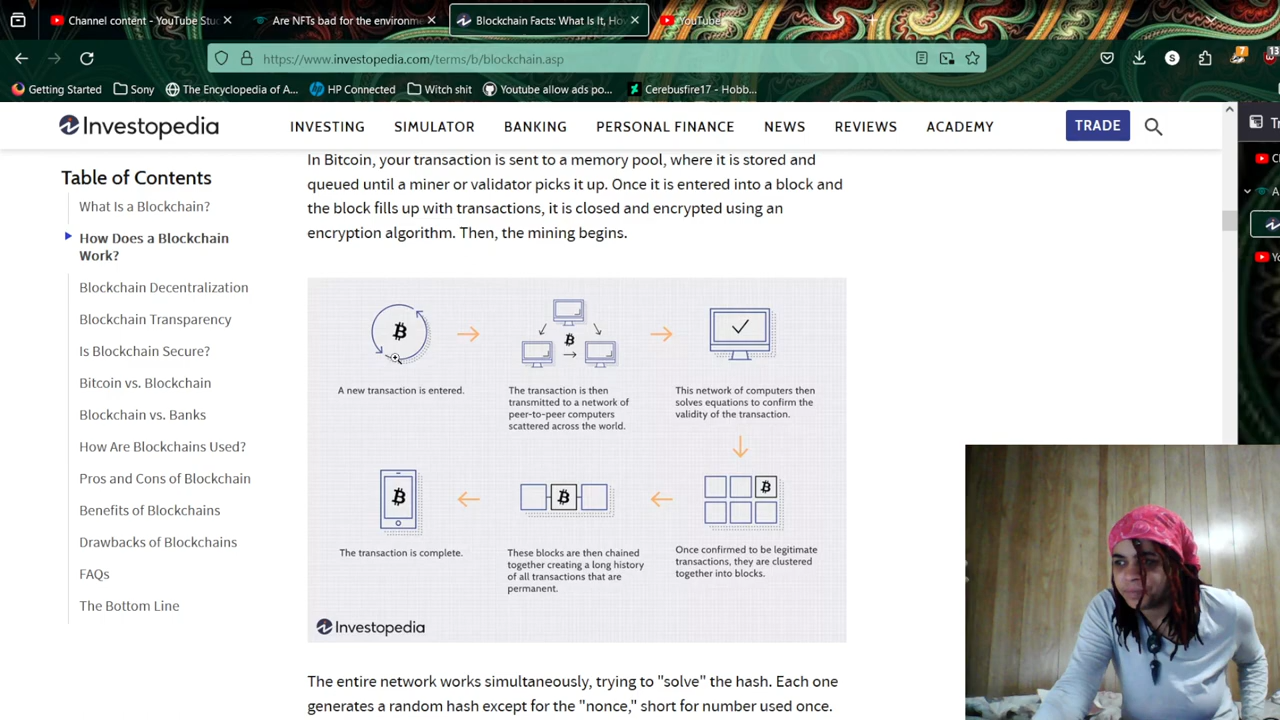 Channel content - YouTube Stu
Are NFTs bad for the environme
Blockchain Facts: What Is It, Ho
YouTube
https://www.investopedia.com/terms/b/blockchain.asp
S
7
13
Getting Started
Sony
The Encyclopedia of A...
HP Connected
Witch shit
Youtube allow ads po...
Cerebusfire17 - Hobb...
Investopedia
INVESTING
SIMULATOR
BANKING
PERSONAL FINANCE
NEWS
REVIEWS
ACADEMY
TRADE
Table of Contents
What Is a Blockchain?
How Does a Blockchain
Work?
Blockchain Decentralization
Blockchain Transparency
Is Blockchain Secure?
Bitcoin vs. Blockchain
Blockchain vs. Banks
How Are Blockchains Used?
Pros and Cons of Blockchain
Benefits of Blockchains
Drawbacks of Blockchains
FAQs
The Bottom Line
In Bitcoin, your transaction is sent to a memory pool, where it is stored and
queued until a miner or validator picks it up. Once it is entered into a block and
the block fills up with transactions, it is closed and encrypted using an
encryption algorithm. Then, the mining begins.
A new transaction is entered.
The transaction is then
transmitted to a network of
peer-to-peer computers
scattered across the world.
This network of computers then
solves equations to confirm the
validity of the transaction.
Once confirmed to be legitimate
transactions, they are clustered
together into blocks.
These blocks are then chained
together creating a long history
of all transactions that are
permanent.
The transaction is complete.
Investopedia
The entire network works simultaneously, trying to "solve" the hash. Each one
generates a random hash except for the "nonce," short for number used once.